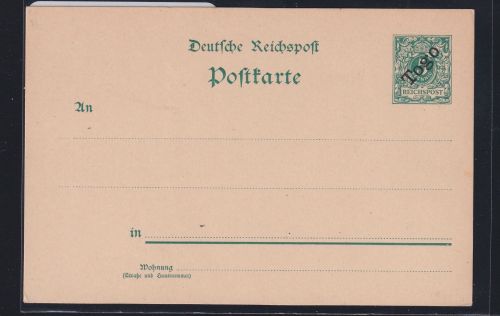 Deutsche Reichspost
Postkarte
Togo
REICHSPOST
An
in
Wohnung
(Straße und Hausnummer)